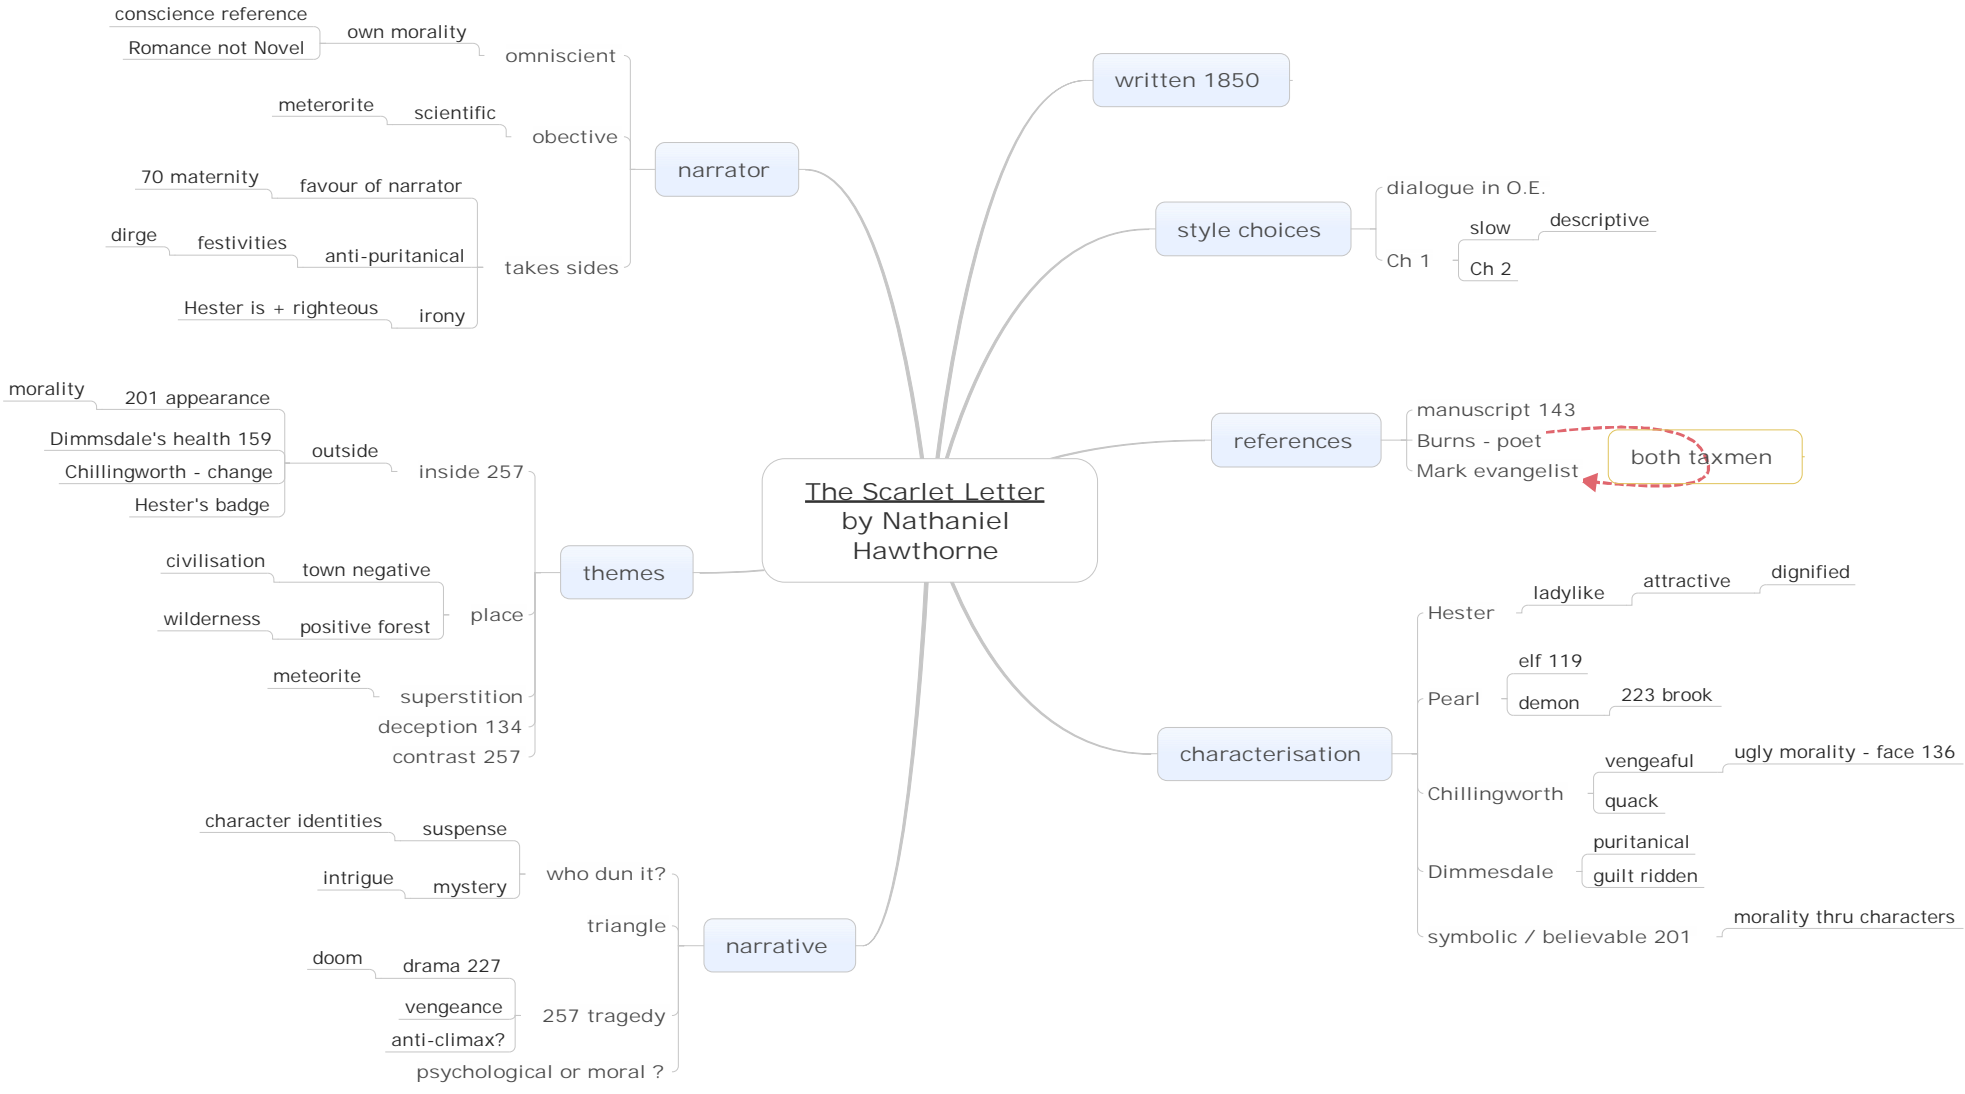 The Scarlet Letter
by Nathaniel
Hawthorne
written 1850
style choices
dialogue in O.E.
Ch 1
slow
descriptive
Ch 2
references
manuscript 143
Burns - poet
Mark evangelist
both taxmen
characterisation
Hester
ladylike
attractive
dignified
Pearl
elf 119
demon
223 brook
Chillingworth
vengeaful
ugly morality - face 136
quack
Dimmesdale
puritanical
guilt ridden
symbolic / believable 201
morality thru characters
narrator
omniscient
own morality
conscience reference
Romance not Novel
obective
scientific
meterorite
takes sides
favour of narrator
70 maternity
anti-puritanical
festivities
dirge
irony
Hester is + righteous
themes
inside 257
outside
201 appearance
morality
Dimmsdale's health 159
Chillingworth - change
Hester's badge
place
town negative
civilisation
positive forest
wilderness
superstition
meteorite
deception 134
contrast 257
narrative
who dun it?
suspense
character identities
mystery
intrigue
triangle
257 tragedy
drama 227
doom
vengeance
anti-climax?
psychological or moral ?